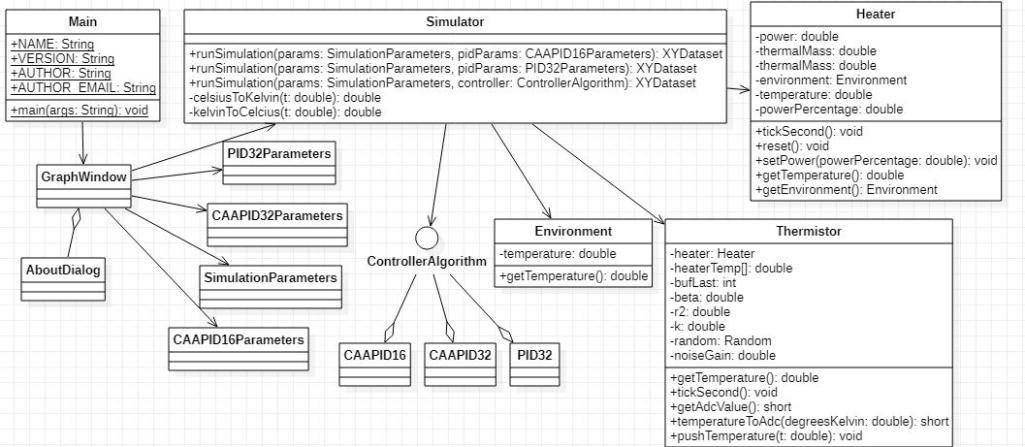 Main
+NAME: String
+VERSION: String
+AUTHOR: String
+AUTHOR_EMAIL: String
+main(args: String): void
Simulator
+runSimulation(params: SimulationParameters, pidParams: CAAPID16Parameters): XYDataset
+runSimulation(params: SimulationParameters, pidParams: PID32Parameters): XYDataset
+runSimulation(params: SimulationParameters, controller: ControllerAlgorithm): XYDataset
-celsiusToKelvin(t: double): double
-kelvinToCelcius(t: double): double
Heater
-power: double
-thermalMass: double
-thermalMass: double
-environment: Environment
-temperature: double
-powerPercentage: double
+tickSecond(): void
+reset(): void
+setPower(powerPercentage: double): void
+getTemperature(): double
+getEnvironment(): Environment
GraphWindow
PID32Parameters
CAAPID32Parameters
AboutDialog
SimulationParameters
CAAPID16Parameters
ControllerAlgorithm
CAAPID16
CAAPID32
PID32
Environment
-temperature: double
+getTemperature(): double
Thermistor
-heater: Heater
-heaterTemp[]: double
-bufLast: int
-beta: double
-r2: double
-k: double
-random: Random
-noiseGain: double
+getTemperature(): double
+tickSecond(): void
+getAdcValue(): short
+temperatureToAdc(degreesKelvin: double): short
+pushTemperature(t: double): void